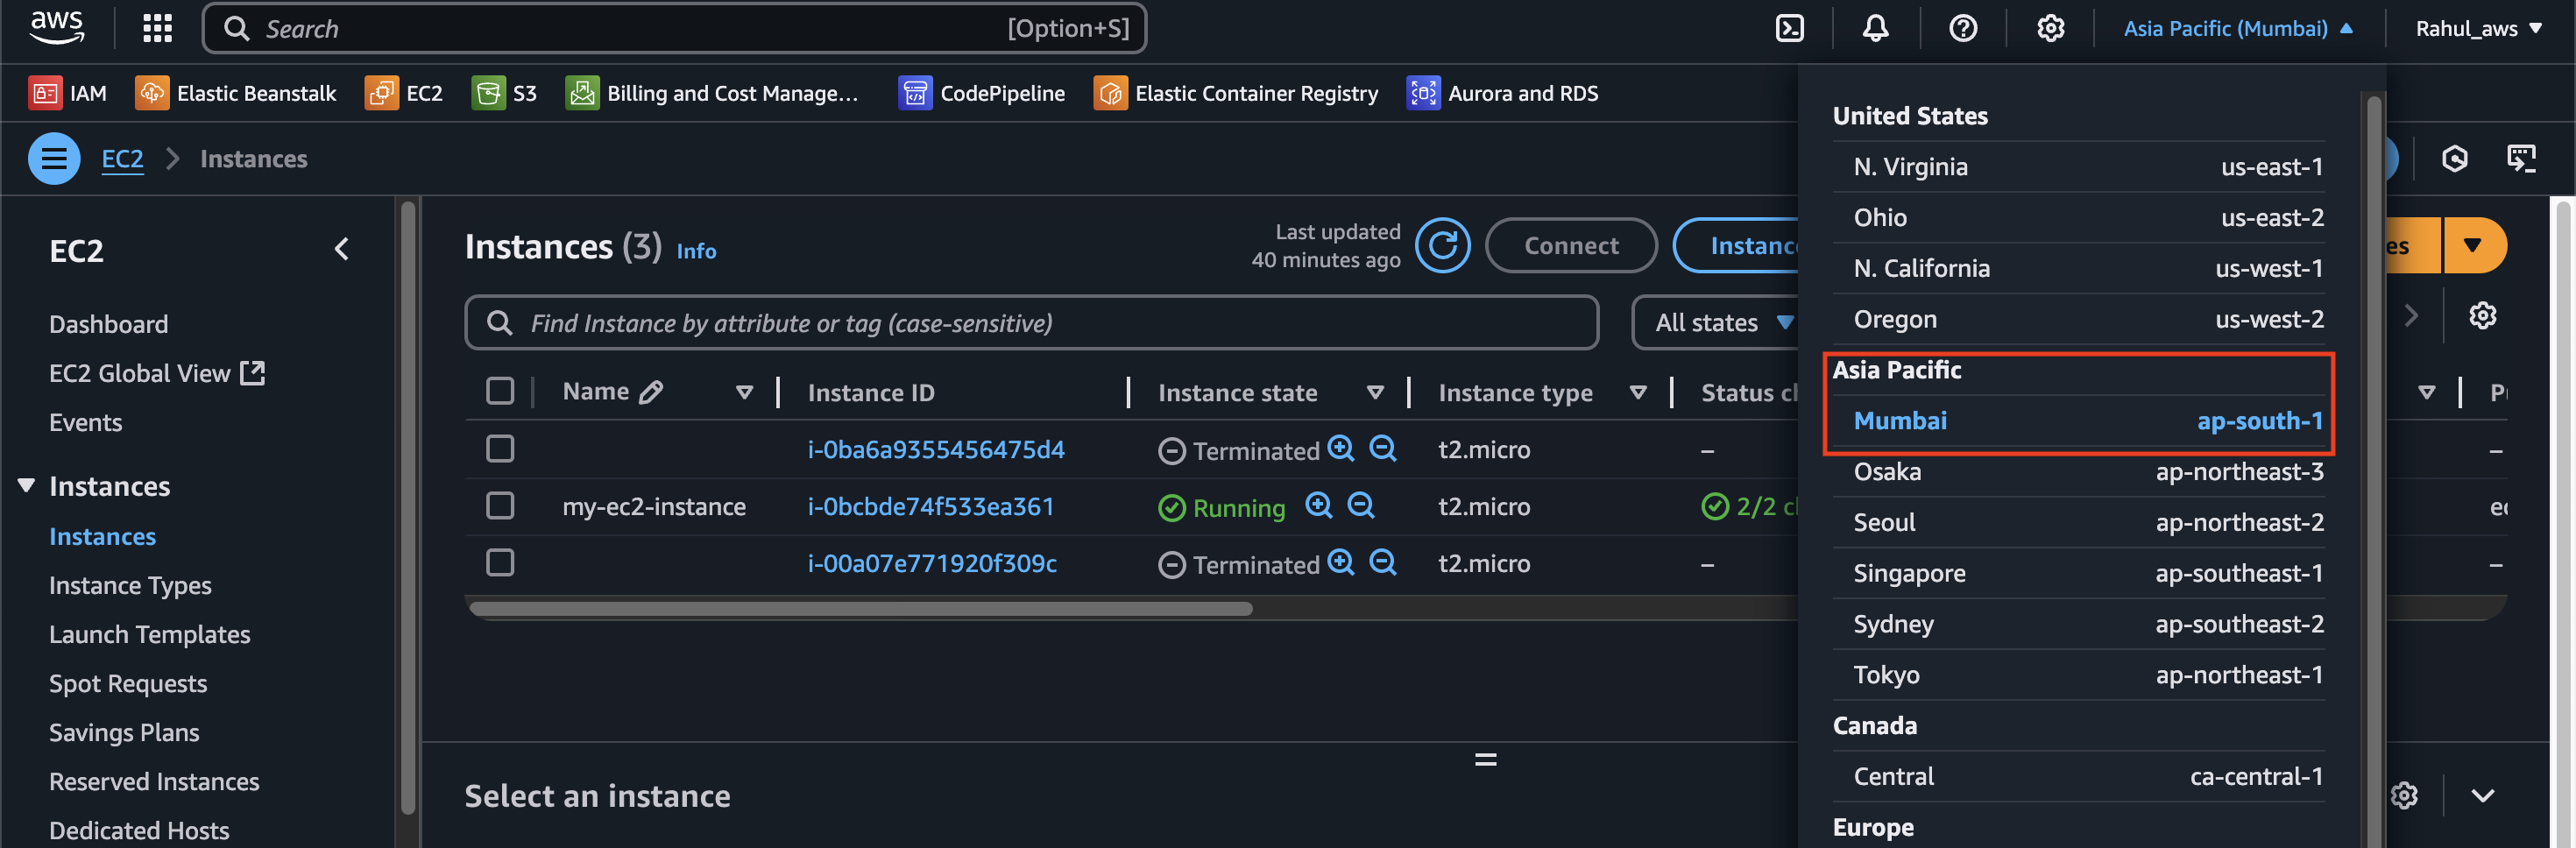 aws Search [Option+S] Asia Pacific (Mumbai) Rahul_aws
IAM Elastic Beanstalk EC2 S3 Billing and Cost Manage... CodePipeline Elastic Container Registry Aurora and RDS
EC2 > Instances
EC2
Dashboard
EC2 Global View
Events
Instances
Instances
Instance Types
Launch Templates
Spot Requests
Savings Plans
Reserved Instances
Dedicated Hosts
Instances (3) Info
Last updated
40 minutes ago
Connect
Find Instance by attribute or tag (case-sensitive) All states
Name Instance ID Instance state Instance type Status
i-0ba6a9355456475d4 Terminated t2.micro –
my-ec2-instance i-0bcbde74f533ea361 Running t2.micro 2/2
i-00a07e771920f309c Terminated t2.micro –
Select an instance
United States
N. Virginia us-east-1
Ohio us-east-2
N. California us-west-1
Oregon us-west-2
Asia Pacific
Mumbai ap-south-1
Osaka ap-northeast-3
Seoul ap-northeast-2
Singapore ap-southeast-1
Sydney ap-southeast-2
Tokyo ap-northeast-1
Canada
Central ca-central-1
Europe